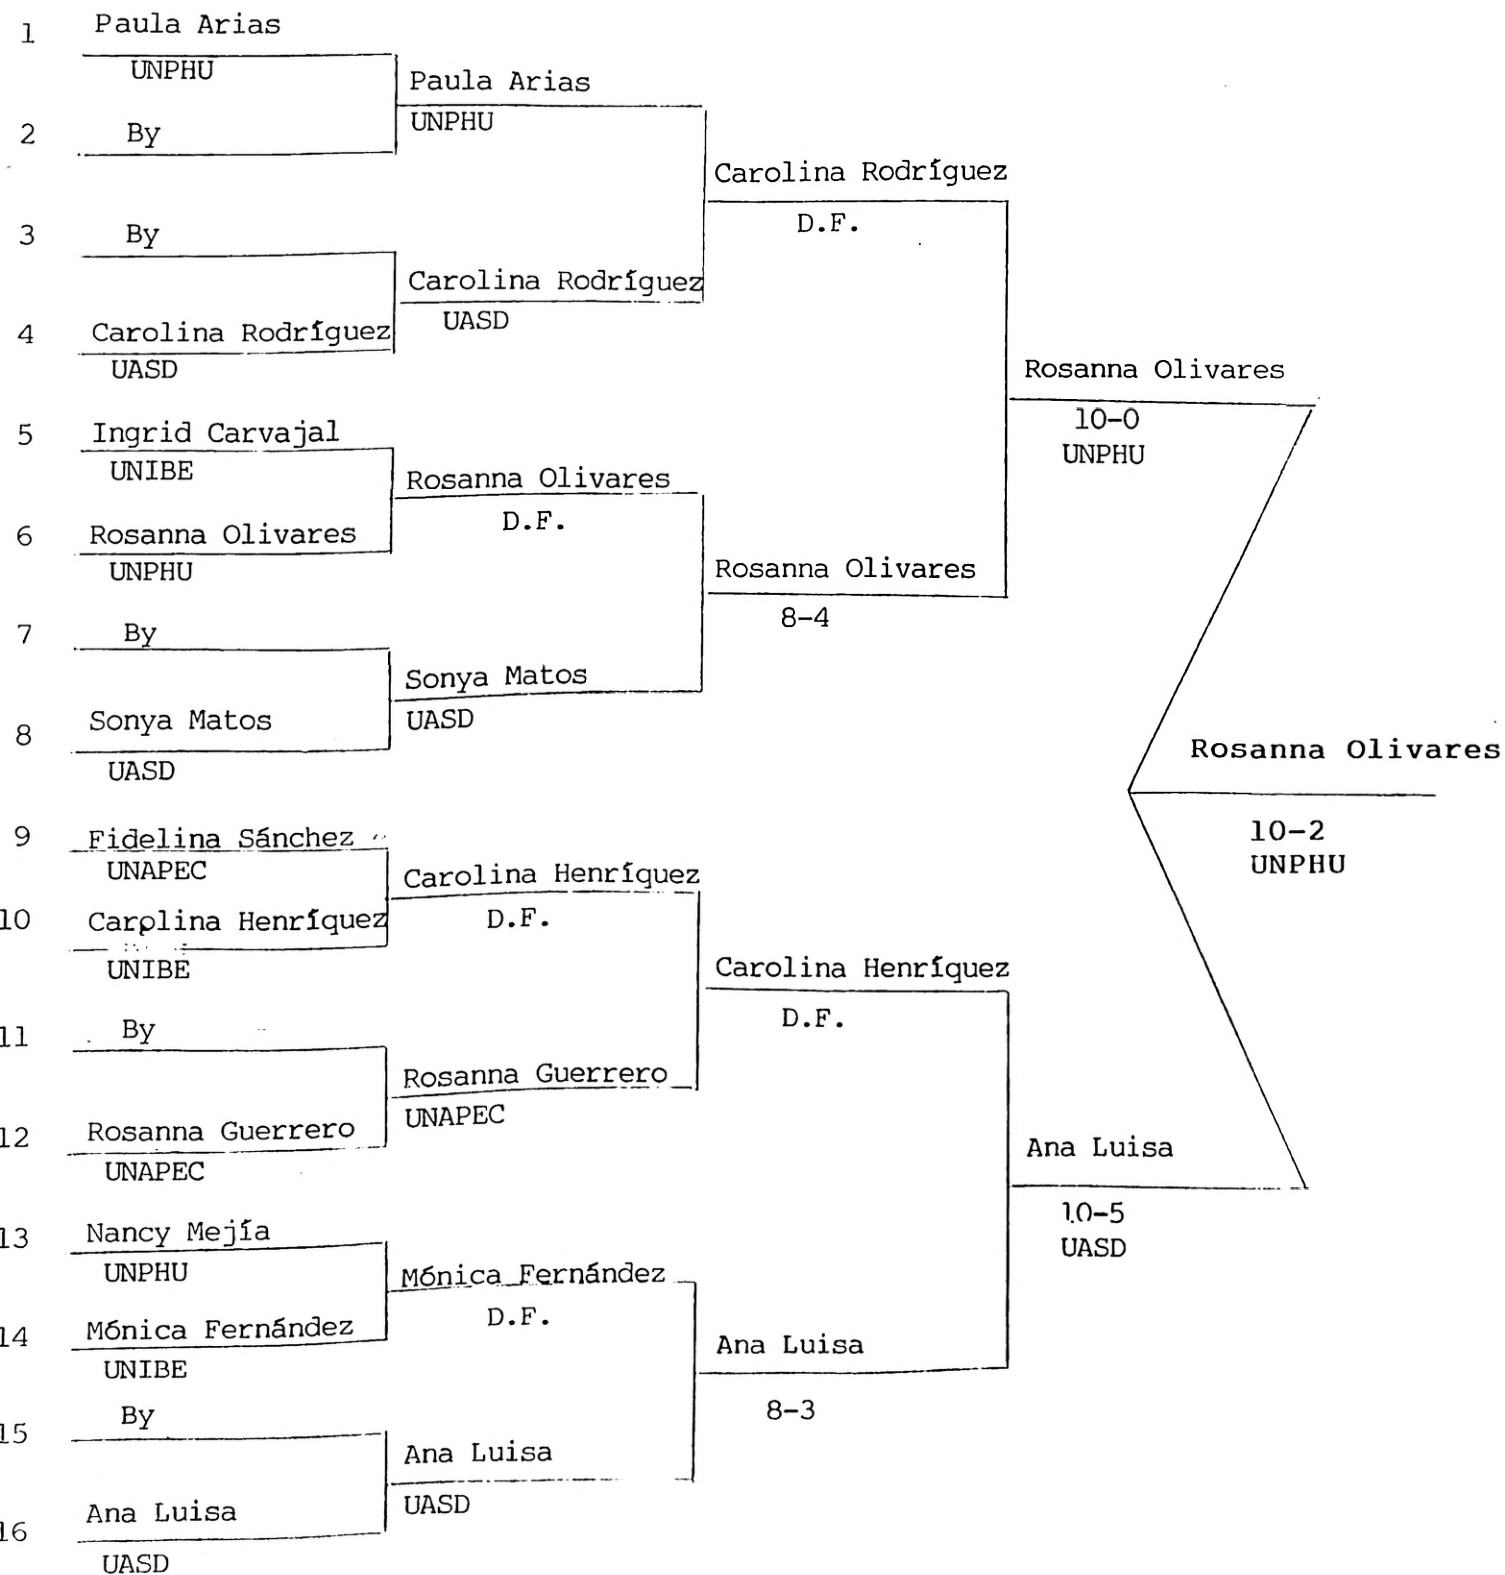 1 Paula Arias
UNPHU
2 By
3 By
4 Carolina Rodríguez
UASD
5 Ingrid Carvajal
UNIBE
6 Rosanna Olivares
UNPHU
7 By
8 Sonya Matos
UASD
9 Fidelina Sánchez
UNAPEC
10 Carolina Henríquez
UNIBE
11 By
12 Rosanna Guerrero
UNAPEC
13 Nancy Mejía
UNPHU
14 Mónica Fernández
UNIBE
15 By
16 Ana Luisa
UASD
Paula Arias
UNPHU
Carolina Rodríguez
UASD
Rosanna Olivares
D.F.
Sonya Matos
UASD
Carolina Henríquez
D.F.
Rosanna Guerrero
UNAPEC
Mónica Fernández
D.F.
Ana Luisa
UASD
Carolina Rodríguez
D.F.
Rosanna Olivares
8-4
Carolina Henríquez
D.F.
Ana Luisa
8-3
Rosanna Olivares
10-0
UNPHU
Ana Luisa
10-5
UASD
Rosanna Olivares
10-2
UNPHU